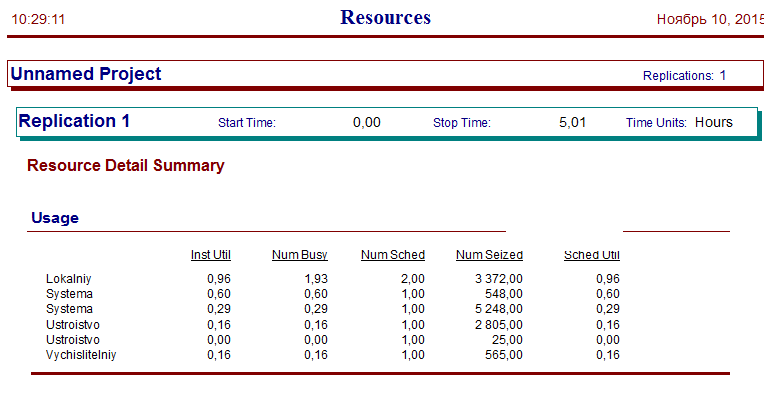 10:29:11 Resources Ноябрь 10, 2015
Unnamed Project Replications: 1
Replication 1 Start Time: 0,00 Stop Time: 5,01 Time Units: Hours
Resource Detail Summary
Usage
Inst Util Num Busy Num Sched Num Seized Sched Util
Lokalniy 0,96 1,93 2,00 3 372,00 0,96
Systema 0,60 0,60 1,00 548,00 0,60
Systema 0,29 0,29 1,00 5 248,00 0,29
Ustroistvo 0,16 0,16 1,00 2 805,00 0,16
Ustroistvo 0,00 0,00 1,00 25,00 0,00
Vychislitelniy 0,16 0,16 1,00 565,00 0,16